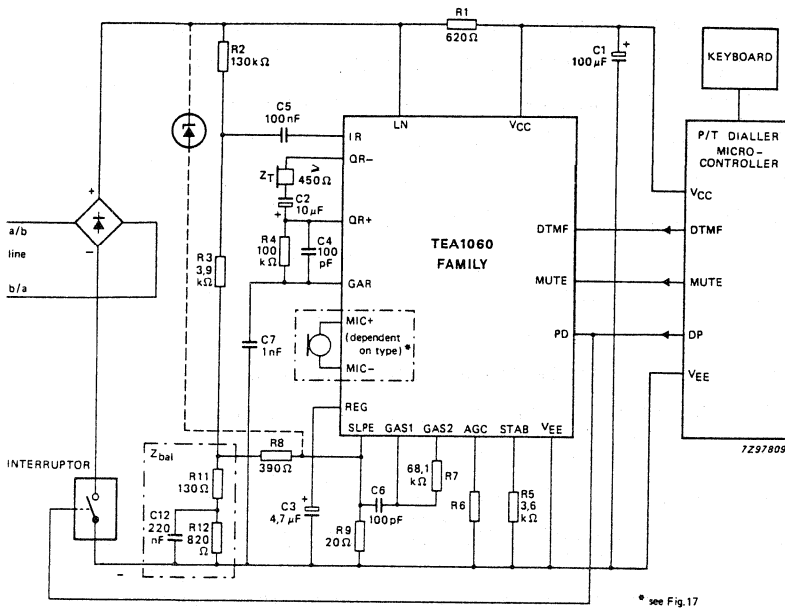 R1
620Ω
R2
130kΩ
C1
100μF
+
KEYBOARD
C5
100nF
IR
LN
VCC
P/T DIALLER
MICRO-
CONTROLLER
QR−
ZT
≥
450Ω
C2
10μF
+
VCC
+
a/b
line
−
b/a
QR+
R4
100
kΩ
C4
100
pF
TEA1060
FAMILY
DTMF
DTMF
R3
3,9
kΩ
GAR
MUTE
MUTE
C7
1nF
MIC+
(dependent
on type) *
MIC−
PD
DP
REG
SLPE
GAS1
GAS2
AGC
STAB
VEE
VEE
7Z97809
Zbal
R8
390Ω
INTERRUPTOR
R11
130Ω
C12
220
nF
R12
820
Ω
+
C3
4,7μF
C6
100pF
68,1
kΩ
R7
R9
20Ω
R6
R5
3,6
kΩ
−
* see Fig.17